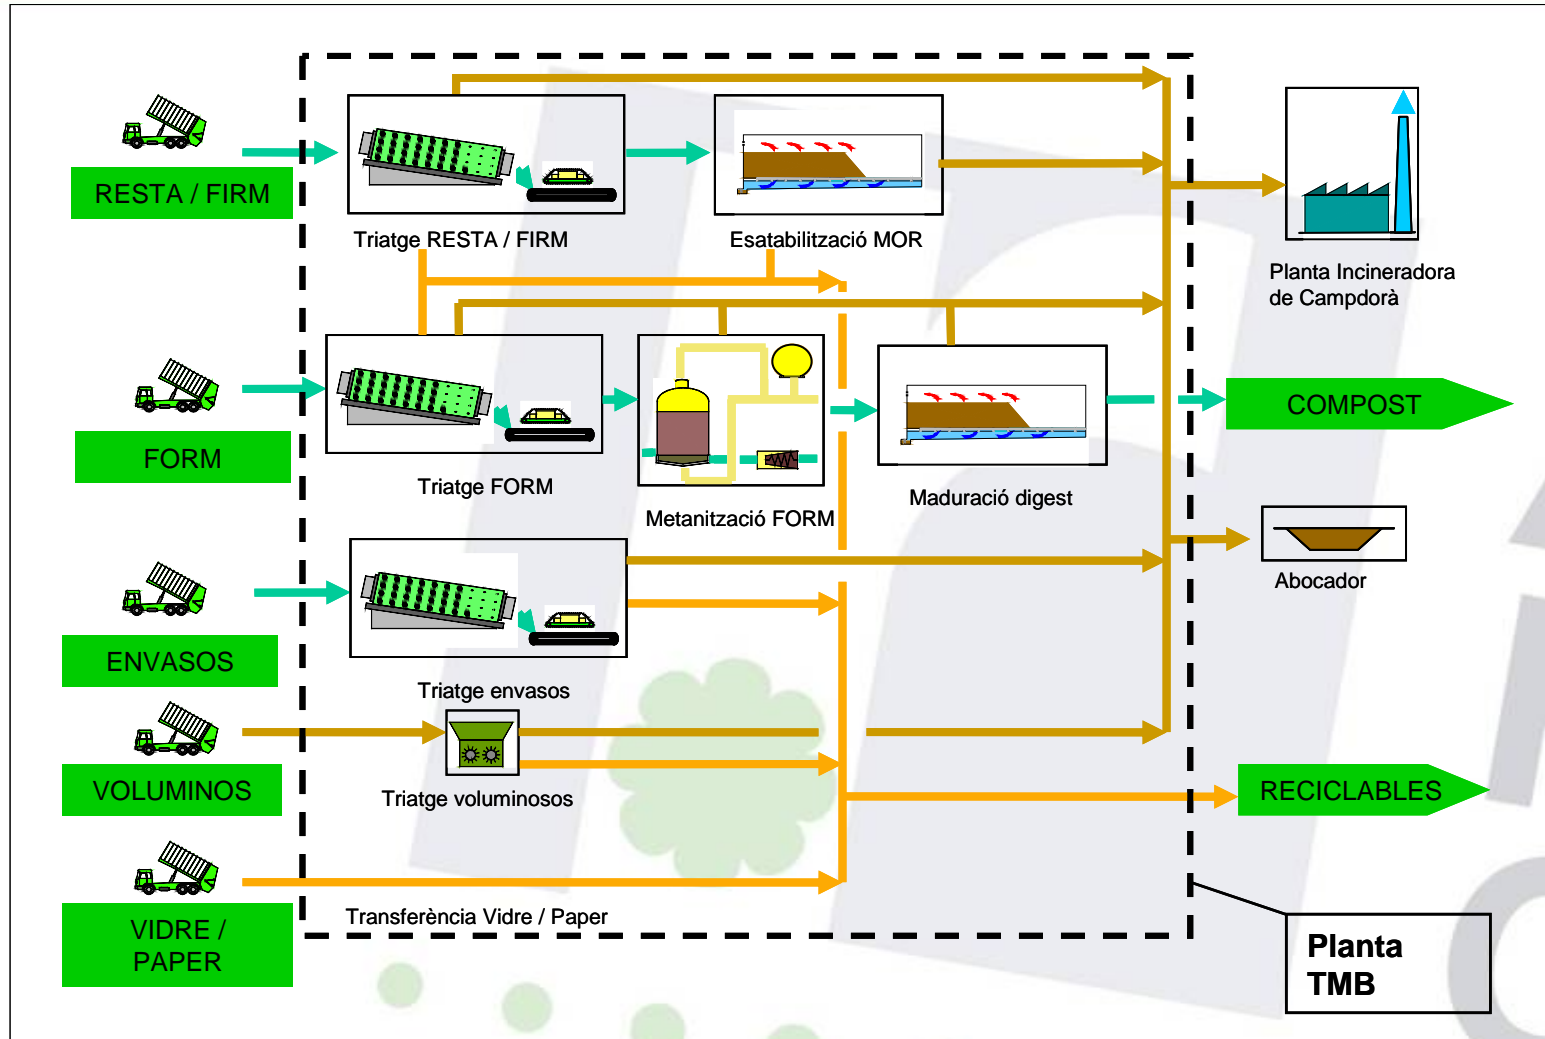 RESTA / FIRM
Triatge RESTA / FIRM
Esatabilització MOR
Planta Incineradora
de Campdorà
FORM
Triatge FORM
Metanització FORM
Maduració digest
COMPOST
Abocador
ENVASOS
Triatge envasos
VOLUMINOS
Triatge voluminosos
RECICLABLES
VIDRE /
PAPER
Transferència Vidre / Paper
Planta
TMB